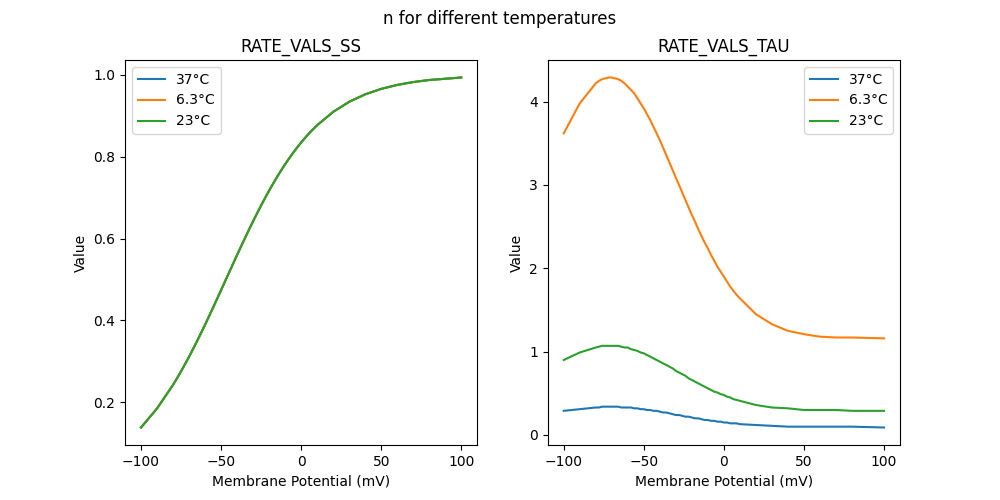 n for different temperatures
RATE_VALS_SS
37°C
6.3°C
23°C
1.0
0.8
0.6
0.4
0.2
Value
−100
−50
0
50
100
Membrane Potential (mV)
RATE_VALS_TAU
37°C
6.3°C
23°C
4
3
2
1
0
Value
−100
−50
0
50
100
Membrane Potential (mV)